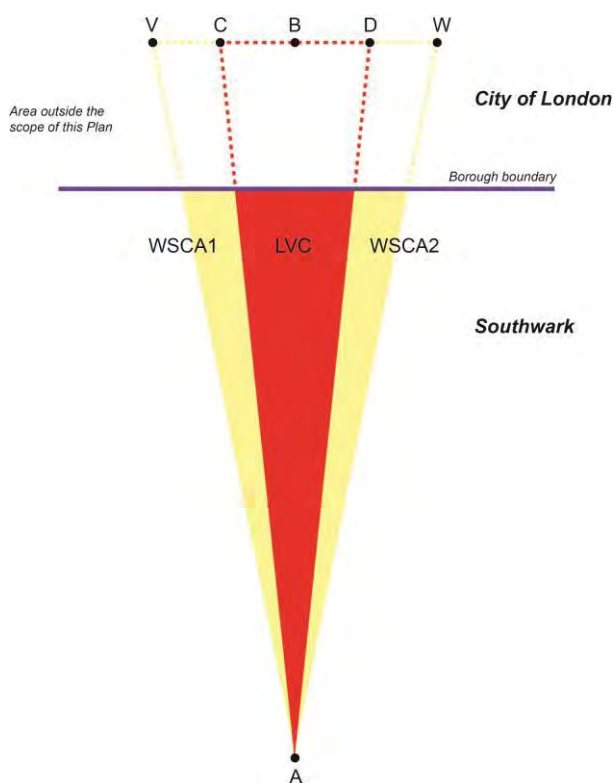 V C B D W
Area outside the
scope of this Plan
City of London
Borough boundary
WSCA1 LVC WSCA2
Southwark
A